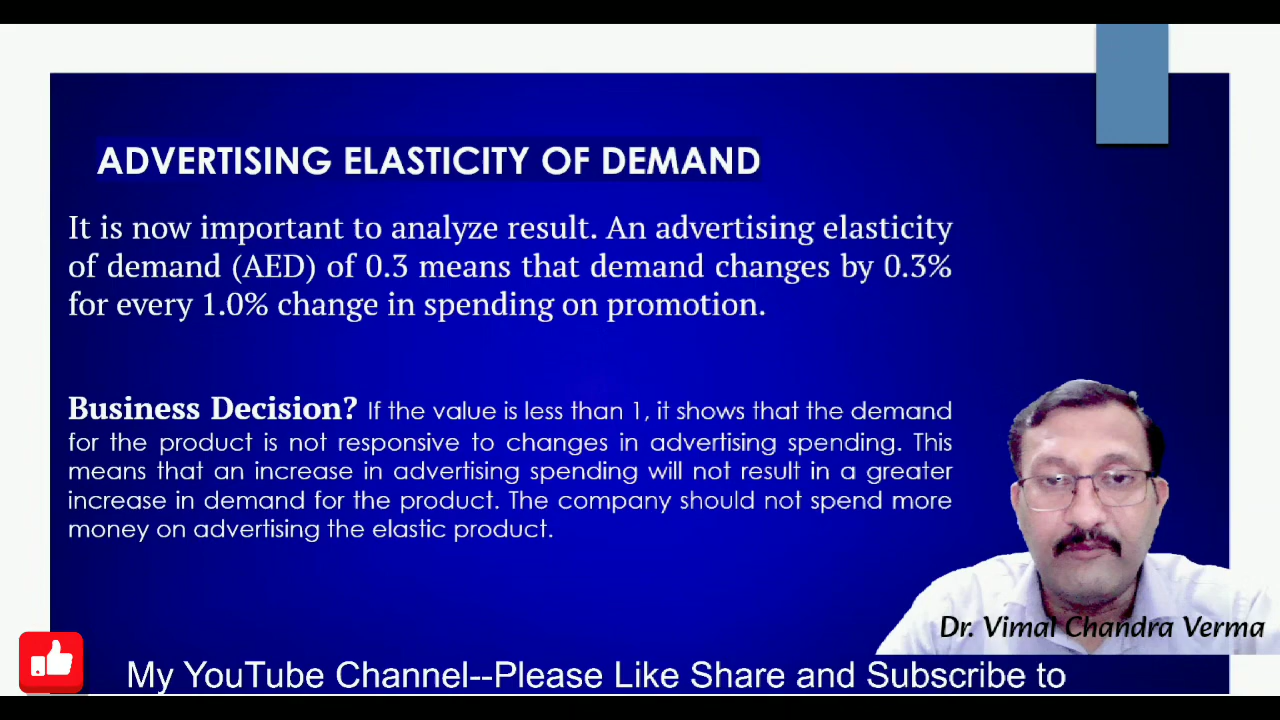 ADVERTISING ELASTICITY OF DEMAND
It is now important to analyze result. An advertising elasticity
of demand (AED) of 0.3 means that demand changes by 0.3%
for every 1.0% change in spending on promotion.
Business Decision? If the value is less than 1, it shows that the demand
for the product is not responsive to changes in advertising spending. This
means that an increase in advertising spending will not result in a greater
increase in demand for the product. The company should not spend more
money on advertising the elastic product.
Dr. Vimal Chandra Verma
My YouTube Channel--Please Like Share and Subscribe to